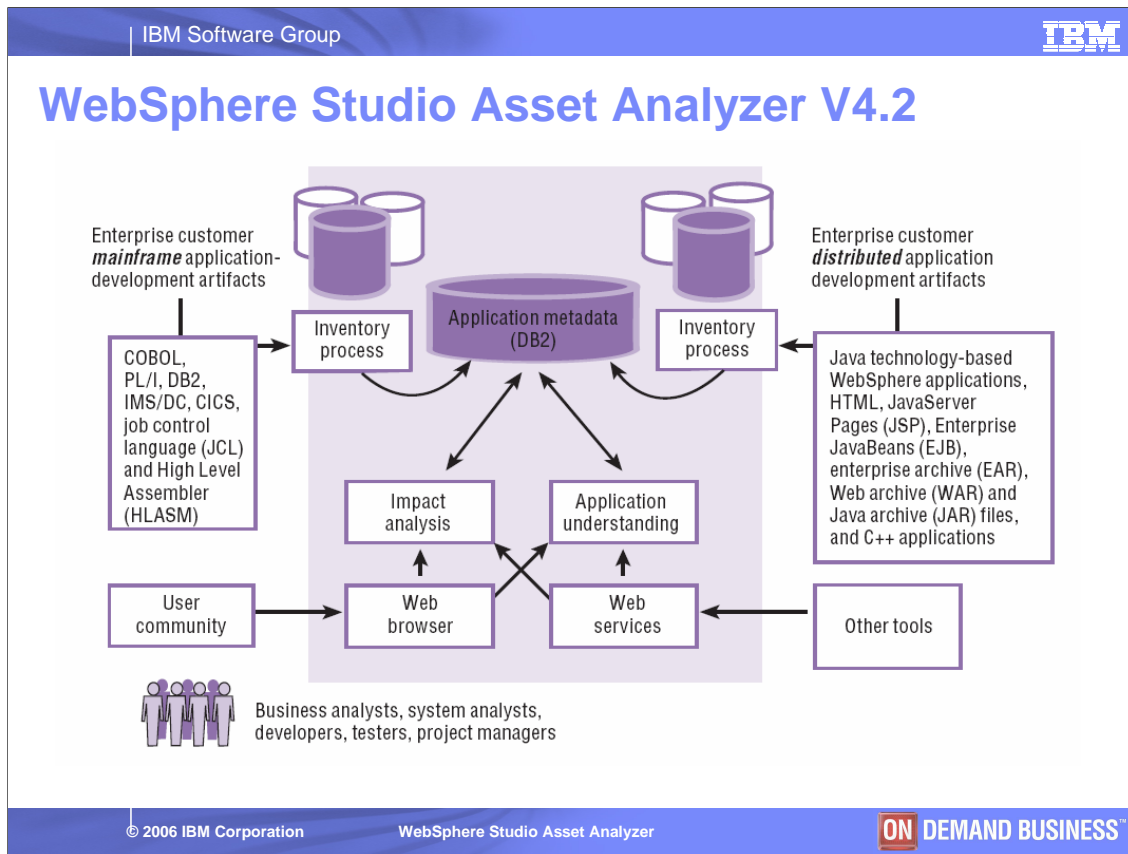 IBM Software Group
IBM
WebSphere Studio Asset Analyzer V4.2
Enterprise customer
mainframe application-
development artifacts
Enterprise customer
distributed application
development artifacts
Application metadata
(DB2)
Inventory
process
Inventory
process
COBOL,
PL/I, DB2,
IMS/DC, CICS,
job control
language (JCL)
and High Level
Assembler
(HLASM)
Java technology-based
WebSphere applications,
HTML, JavaServer
Pages (JSP), Enterprise
JavaBeans (EJB),
enterprise archive (EAR),
Web archive (WAR) and
Java archive (JAR) files,
and C++ applications
Impact
analysis
Application
understanding
User
community
Web
browser
Web
services
Other tools
Business analysts, system analysts,
developers, testers, project managers
© 2006 IBM Corporation
WebSphere Studio Asset Analyzer
ON DEMAND BUSINESS™